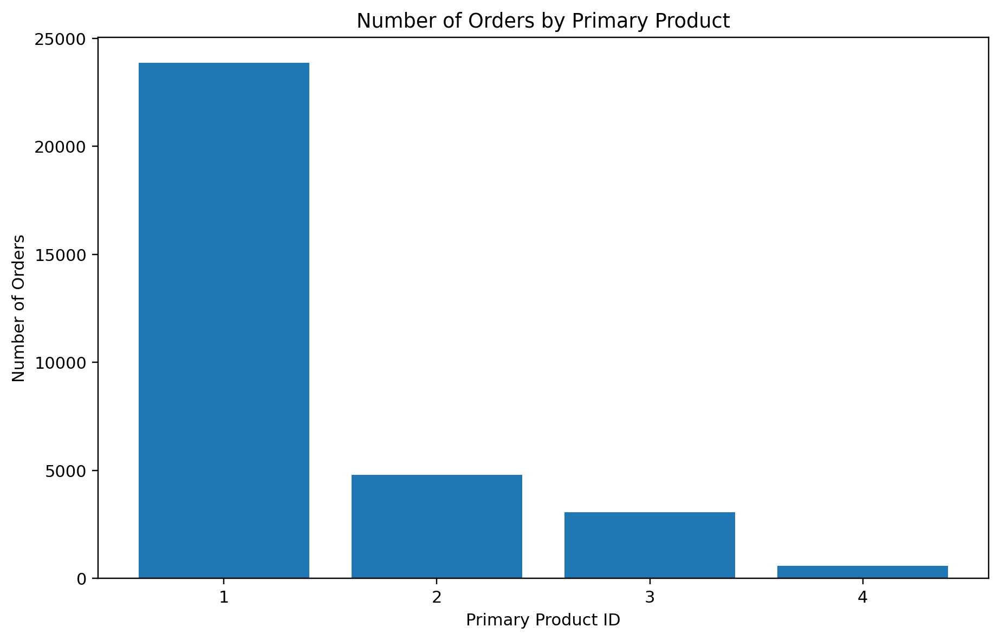 Number of Orders by Primary Product
25000
20000
15000
10000
5000
0
Number of Orders
1 2 3 4
Primary Product ID